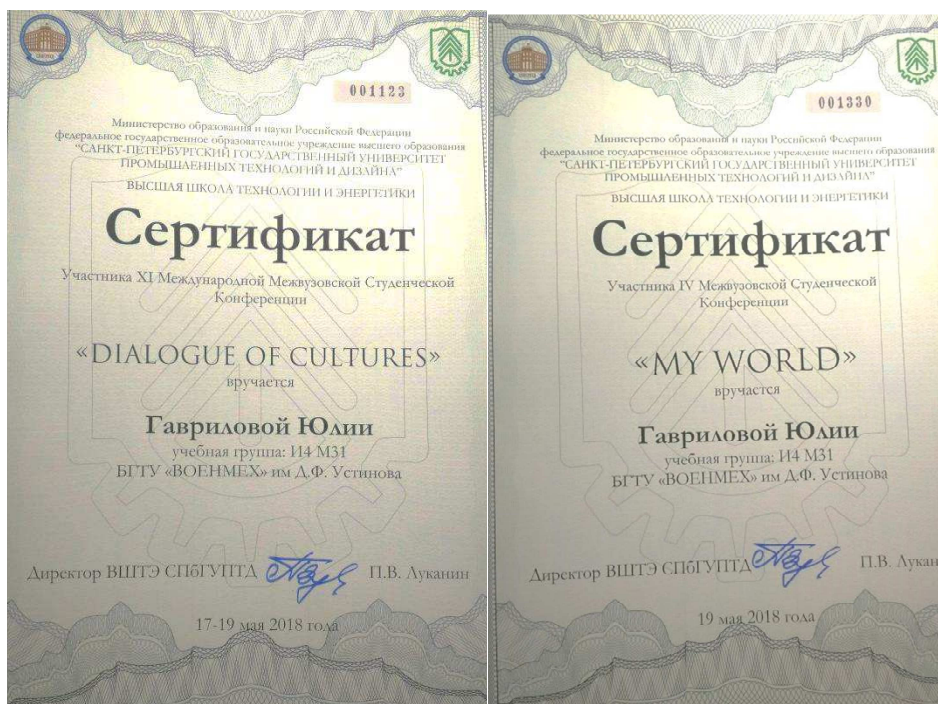 001123
Министерство образования и науки Российской Федерации
федеральное государственное образовательное учреждение высшего образования
"САНКТ-ПЕТЕРБУРГСКИЙ ГОСУДАРСТВЕННЫЙ УНИВЕРСИТЕТ
ПРОМЫШЛЕННЫХ ТЕХНОЛОГИЙ И ДИЗАЙНА"
ВЫСШАЯ ШКОЛА ТЕХНОЛОГИИ И ЭНЕРГЕТИКИ
Сертификат
Участника XI Международной Межвузовской Студенческой
Конференции
«DIALOGUE OF CULTURES»
вручается
Гавриловой Юлии
учебная группа: И4 М31
БГТУ «ВОЕНМЕХ» им Д.Ф. Устинова
Директор ВШТЭ СПбГУПТД П.В. Луканин
17-19 мая 2018 года
001330
Министерство образования и науки Российской Федерации
федеральное государственное образовательное учреждение высшего образования
"САНКТ-ПЕТЕРБУРГСКИЙ ГОСУДАРСТВЕННЫЙ УНИВЕРСИТЕТ
ПРОМЫШЛЕННЫХ ТЕХНОЛОГИЙ И ДИЗАЙНА"
ВЫСШАЯ ШКОЛА ТЕХНОЛОГИИ И ЭНЕРГЕТИКИ
Сертификат
Участника IV Межвузовской Студенческой
Конференции
«MY WORLD»
вручается
Гавриловой Юлии
учебная группа: И4 М31
БГТУ «ВОЕНМЕХ» им Д.Ф. Устинова
Директор ВШТЭ СПбГУПТД П.В. Лукан
19 мая 2018 года